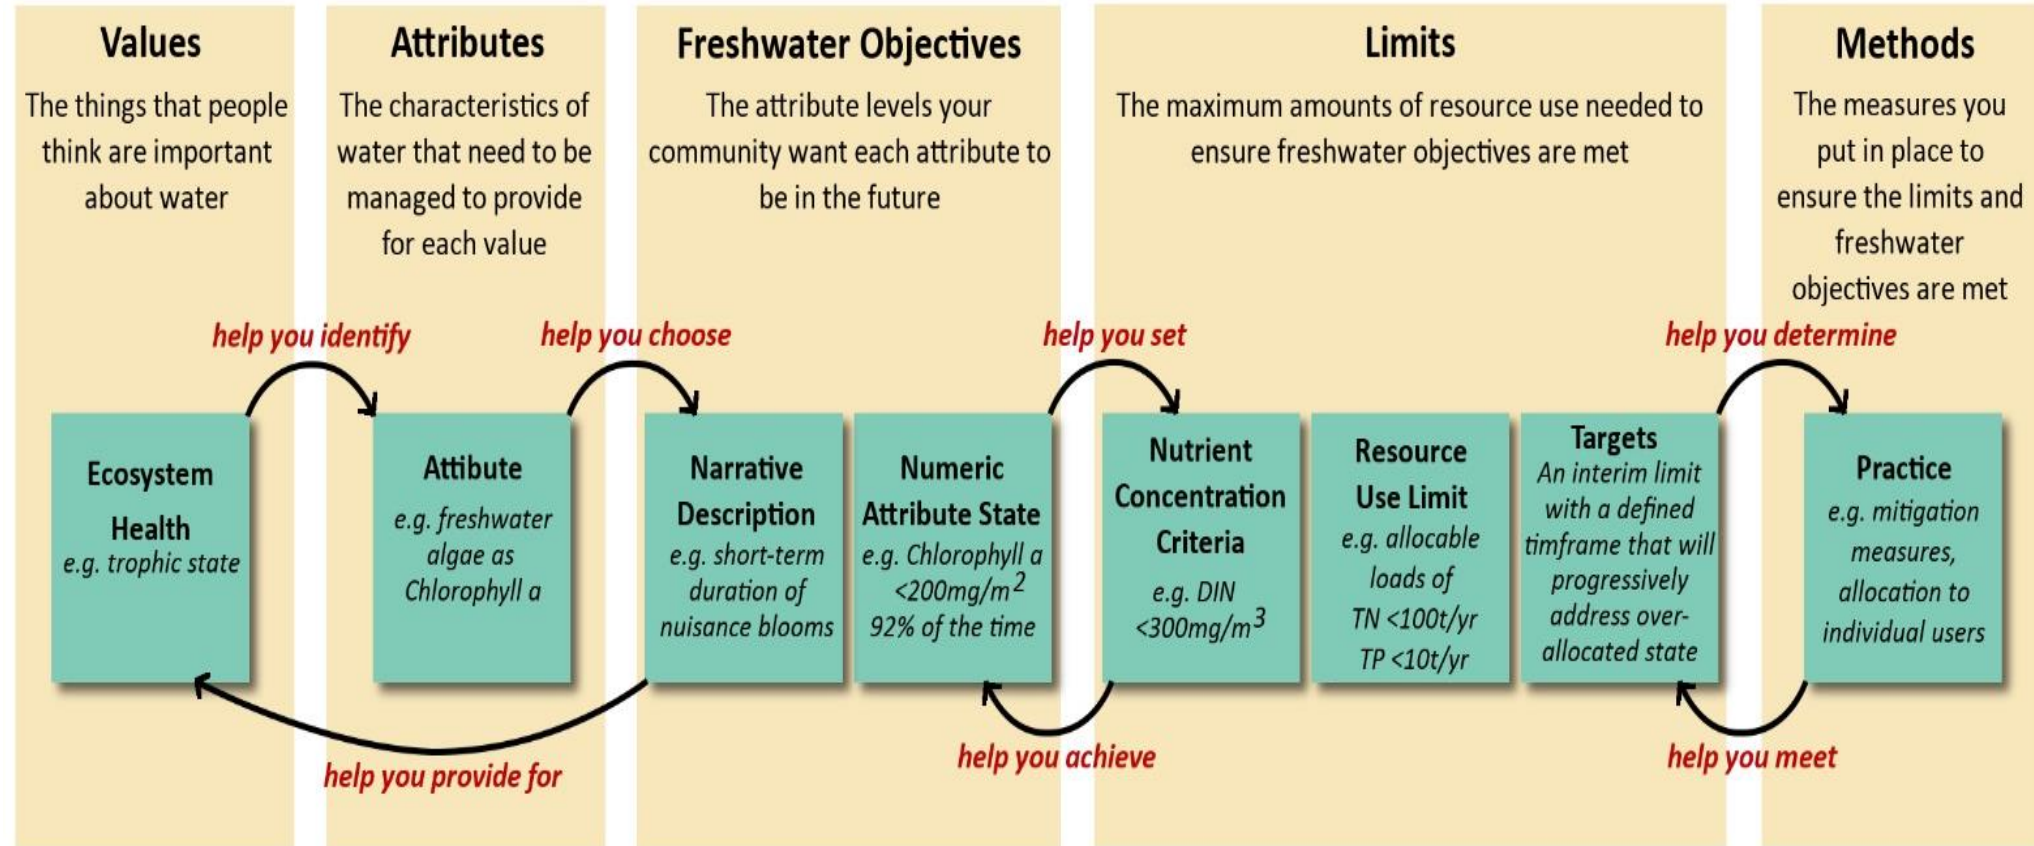 Values
The things that people
think are important
about water
Attributes
The characteristics of
water that need to be
managed to provide
for each value
Freshwater Objectives
The attribute levels your
community want each attribute to
be in the future
Limits
The maximum amounts of resource use needed to
ensure freshwater objectives are met
Methods
The measures you
put in place to
ensure the limits and
freshwater
objectives are met
help you identify
help you choose
help you set
help you determine
Ecosystem
Health
e.g. trophic state
Attibute
e.g. freshwater
algae as
Chlorophyll a
Narrative
Description
e.g. short-term
duration of
nuisance blooms
Numeric
Attribute State
e.g. Chlorophyll a
<200mg/m2
92% of the time
Nutrient
Concentration
Criteria
e.g. DIN
<300mg/m3
Resource
Use Limit
e.g. allocable
loads of
TN <100t/yr
TP <10t/yr
Targets
An interim limit
with a defined
timframe that will
progressively
address over-
allocated state
Practice
e.g. mitigation
measures,
allocation to
individual users
help you provide for
help you achieve
help you meet